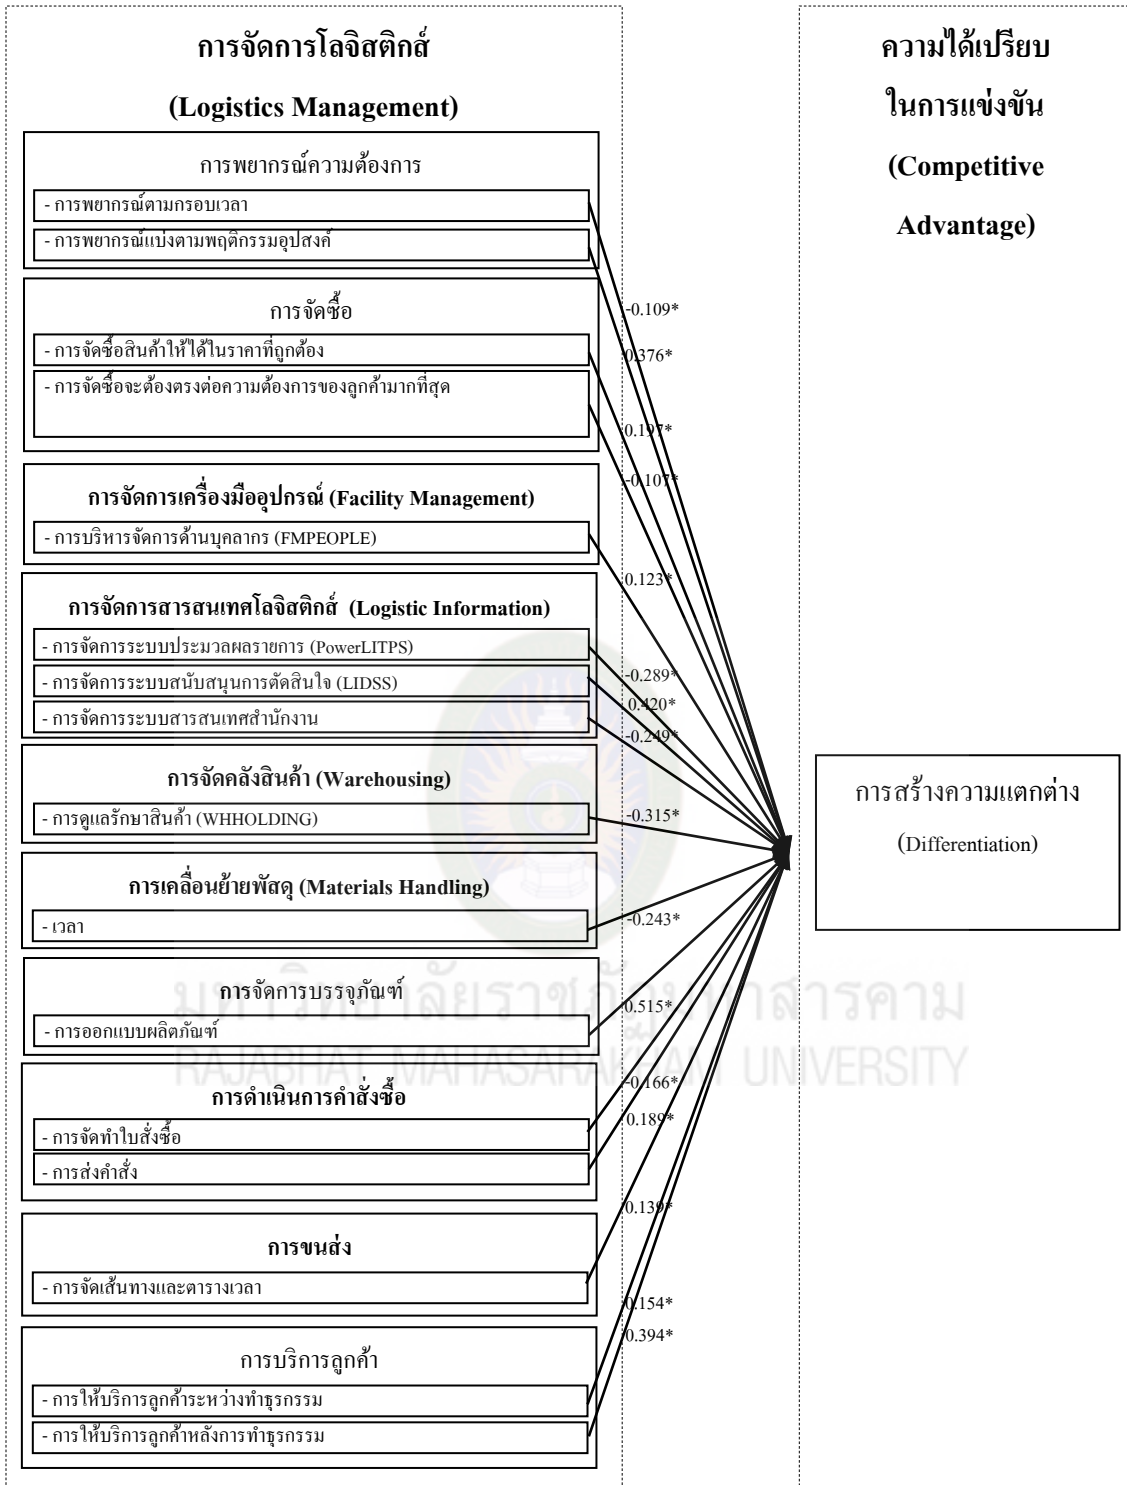 การจัดการโลจิสติกส์
(Logistics Management)
การพยากรณ์ความต้องการ
- การพยากรณ์ตามกรอบเวลา
- การพยากรณ์แบ่งตามพฤติกรรมอุปสงค์
การจัดซื้อ
- การจัดซื้อสินค้าให้ได้ในราคาที่ถูกต้อง
- การจัดซื้อจะต้องตรงต่อความต้องการของลูกค้ามากที่สุด
การจัดการเครื่องมืออุปกรณ์ (Facility Management)
- การบริหารจัดการด้านบุคลากร (FMPEOPLE)
การจัดการสารสนเทศโลจิสติกส์ (Logistic Information)
- การจัดการระบบประมวลผลรายการ (PowerLITPS)
- การจัดการระบบสนับสนุนการตัดสินใจ (LIDSS)
- การจัดการระบบสารสนเทศสำนักงาน
การจัดคลังสินค้า (Warehousing)
- การดูแลรักษาสินค้า (WHHOLDING)
การเคลื่อนย้ายพัสดุ (Materials Handling)
- เวลา
การจัดการบรรจุภัณฑ์
- การออกแบบผลิตภัณฑ์
การดำเนินการคำสั่งซื้อ
- การจัดทำใบสั่งซื้อ
- การส่งคำสั่ง
การขนส่ง
- การจัดเส้นทางและตารางเวลา
การบริการลูกค้า
- การให้บริการลูกค้าระหว่างทำธุรกรรม
- การให้บริการลูกค้าหลังการทำธุรกรรม
-0.109*
0.376*
0.197*
-0.107*
0.123*
-0.289*
0.420*
-0.249*
-0.315*
-0.243*
0.515*
-0.166*
0.189*
0.139*
0.154*
0.394*
ความได้เปรียบ
ในการแข่งขัน
(Competitive
Advantage)
การสร้างความแตกต่าง
(Differentiation)
มหาวิทยาลัยราชภัฏมหาสารคาม
RAJABHAT MAHASARAKHAM UNIVERSITY